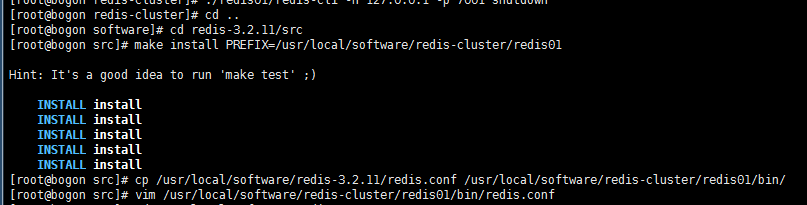 [root@bogon redis-cluster]# ./redis01/redis-cli -h 127.0.0.1 -p 7001 shutdown
[root@bogon redis-cluster]# cd ..
[root@bogon software]# cd redis-3.2.11/src
[root@bogon src]# make install PREFIX=/usr/local/software/redis-cluster/redis01
Hint: It's a good idea to run 'make test' ;)
INSTALL install
INSTALL install
INSTALL install
INSTALL install
INSTALL install
[root@bogon src]# cp /usr/local/software/redis-3.2.11/redis.conf /usr/local/software/redis-cluster/redis01/bin/
[root@bogon src]# vim /usr/local/software/redis-cluster/redis01/bin/redis.conf